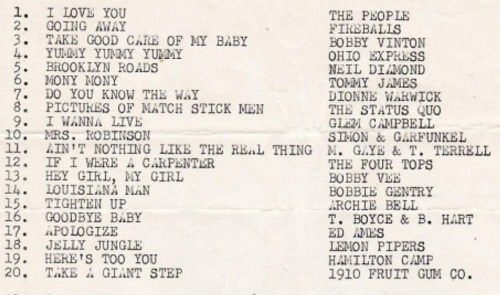 1. I LOVE YOU THE PEOPLE
2. GOING AWAY FIREBALLS
3. TAKE GOOD CARE OF MY BABY BOBBY VINTON
4. YUMMY YUMMY YUMMY OHIO EXPRESS
5. BROOKLYN ROADS NEIL DIAMOND
6. MONY MONY TOMMY JAMES
7. DO YOU KNOW THE WAY DIONNE WARWICK
8. PICTURES OF MATCH STICK MEN THE STATUS QUO
9. I WANNA LIVE GLEM CAMPBELL
10. MRS. ROBINSON SIMON & GARFUNKEL
11. AIN'T NOTHING LIKE THE REAL THING M. GAYE & T. TERRELL
12. IF I WERE A CARPENTER THE FOUR TOPS
13. HEY GIRL, MY GIRL BOBBY VEE
14. LOUISIANA MAN BOBBIE GENTRY
15. TIGHTEN UP ARCHIE BELL
16. GOODBYE BABY T. BOYCE & B. HART
17. APOLOGIZE ED AMES
18. JELLY JUNGLE LEMON PIPERS
19. HERE'S TOO YOU HAMILTON CAMP
20. TAKE A GIANT STEP 1910 FRUIT GUM CO.